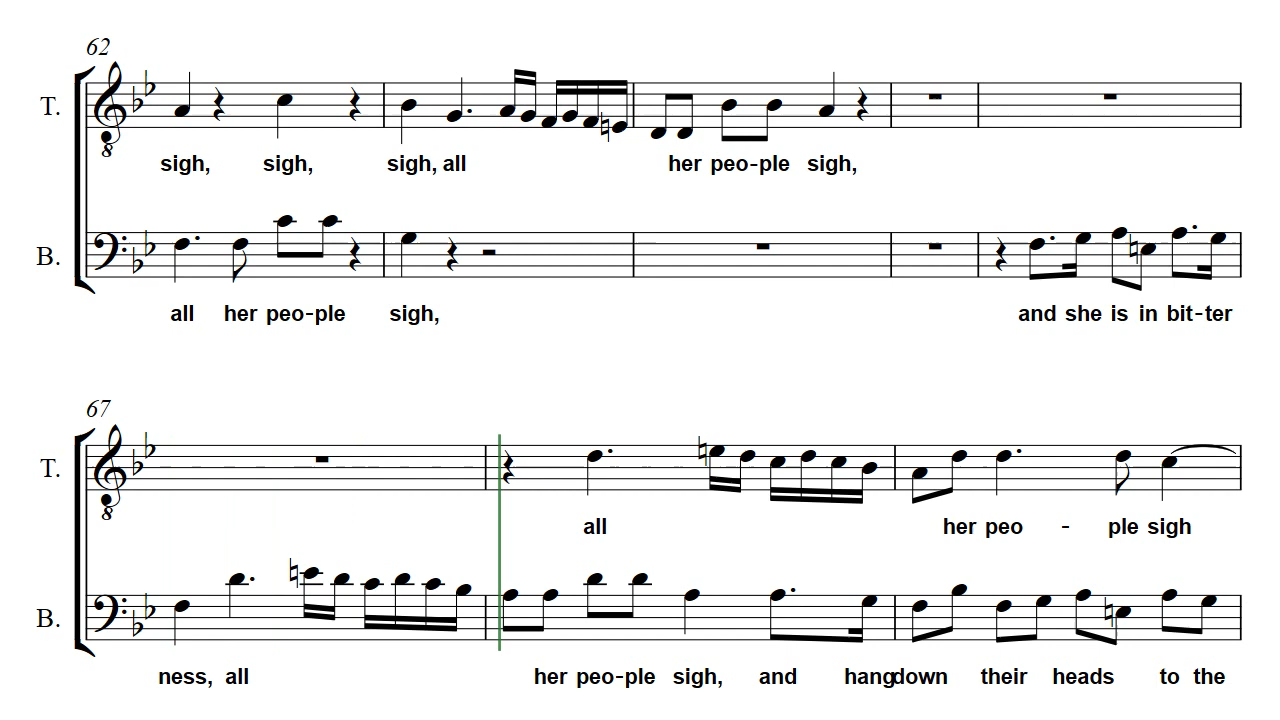 62
T.
8
sigh, sigh, sigh, all her peo-ple sigh,
B.
all her peo-ple sigh, and she is in bit-ter
67
T.
8
all her peo - ple sigh
B.
ness, all her peo-ple sigh, and hang down their heads to the